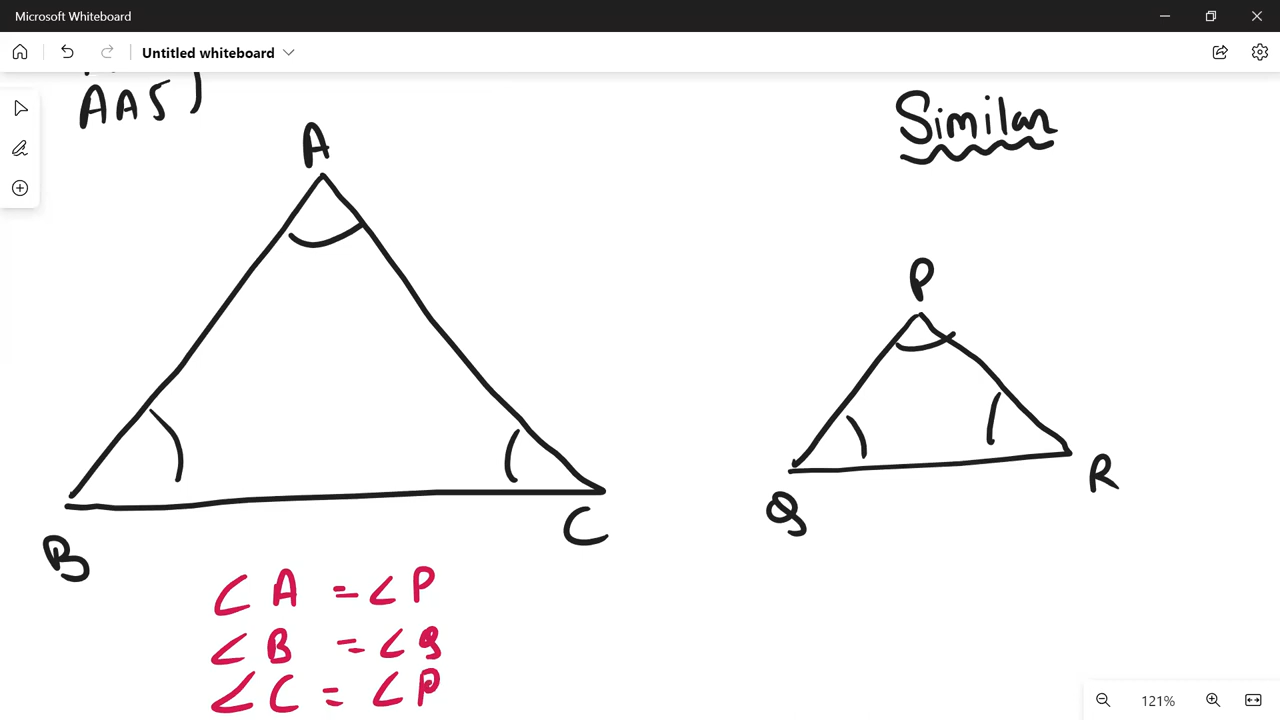 Microsoft Whiteboard
Untitled whiteboard
AAS)
Similar
A
P
B
C
Q
R
∠A = ∠P
∠B = ∠Q
∠C = ∠P
121%